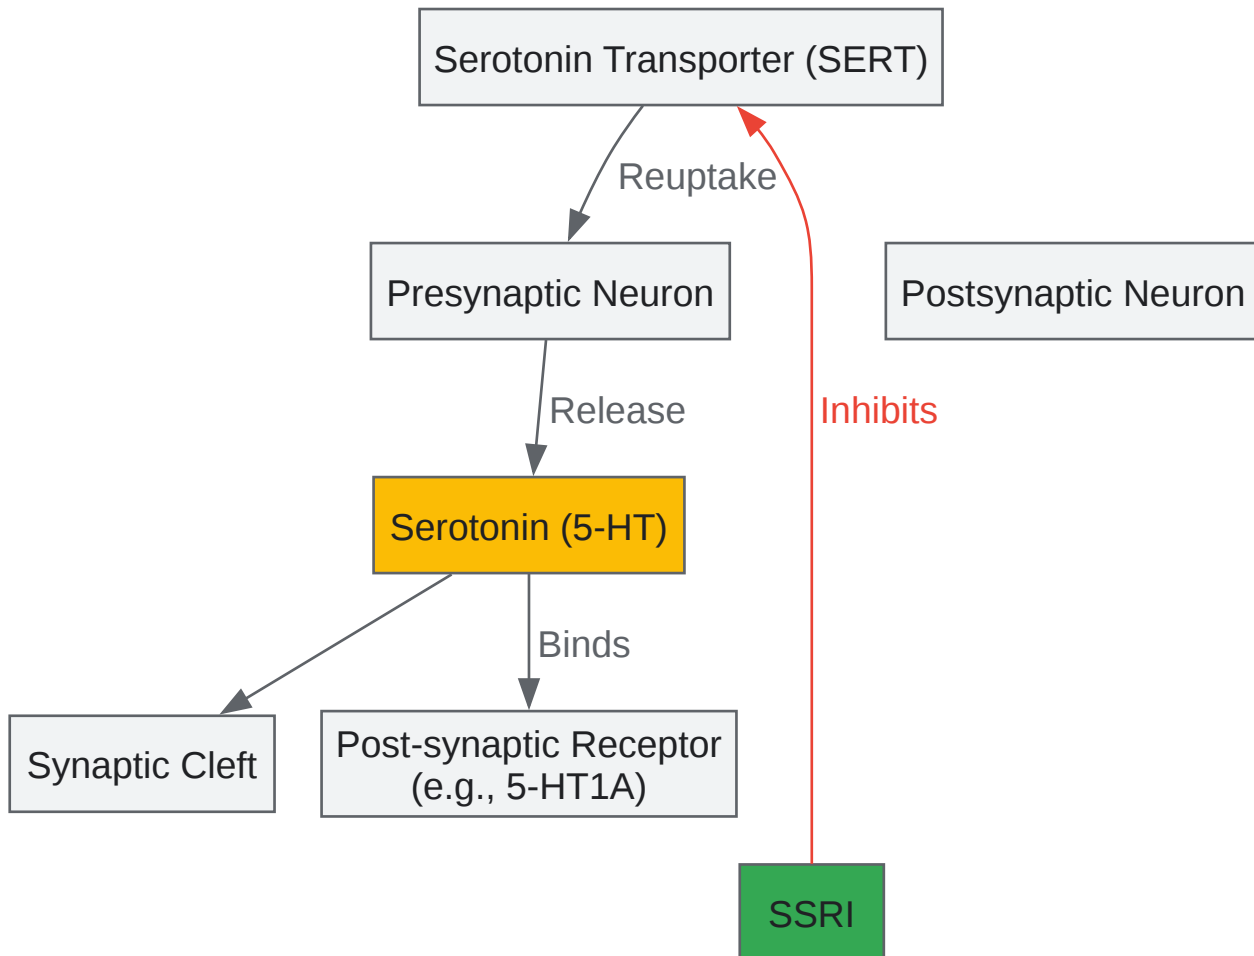 Serotonin Transporter (SERT)
Reuptake
Presynaptic Neuron
Postsynaptic Neuron
Release
Inhibits
Serotonin (5-HT)
Binds
Synaptic Cleft
Post-synaptic Receptor
(e.g., 5-HT1A)
SSRI